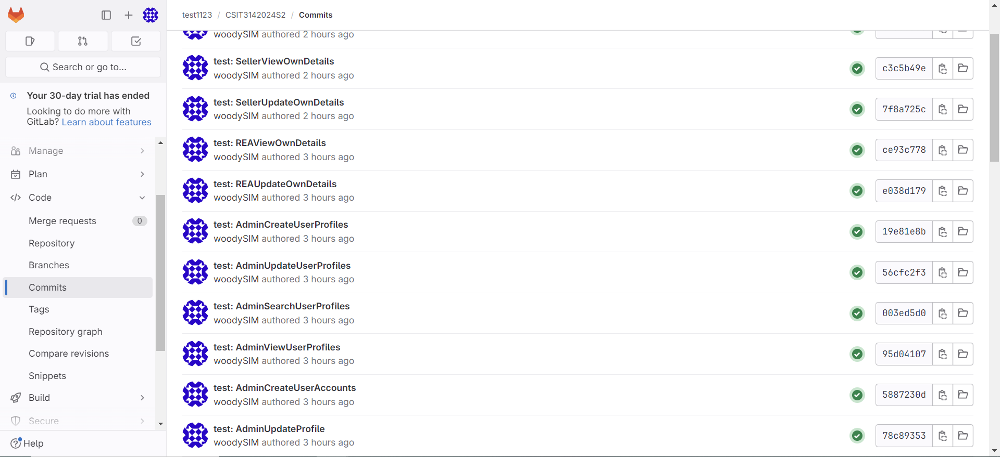 test1123 / CSIT3142024S2 / Commits
Search or go to...
Your 30-day trial has ended
Looking to do more with
GitLab? Learn about features
Manage
Plan
Code
Merge requests 0
Repository
Branches
Commits
Tags
Repository graph
Compare revisions
Snippets
Build
Secure
Help
woodySIM authored 2 hours ago
test: SellerViewOwnDetails
woodySIM authored 2 hours ago
c3c5b49e
test: SellerUpdateOwnDetails
woodySIM authored 2 hours ago
7f8a725c
test: REAViewOwnDetails
woodySIM authored 3 hours ago
ce93c778
test: REAUpdateOwnDetails
woodySIM authored 3 hours ago
e038d179
test: AdminCreateUserProfiles
woodySIM authored 3 hours ago
19e81e8b
test: AdminUpdateUserProfiles
woodySIM authored 3 hours ago
56cfc2f3
test: AdminSearchUserProfiles
woodySIM authored 3 hours ago
003ed5d0
test: AdminViewUserProfiles
woodySIM authored 3 hours ago
95d04107
test: AdminCreateUserAccounts
woodySIM authored 3 hours ago
5887230d
test: AdminUpdateProfile
woodySIM authored 3 hours ago
78c89353